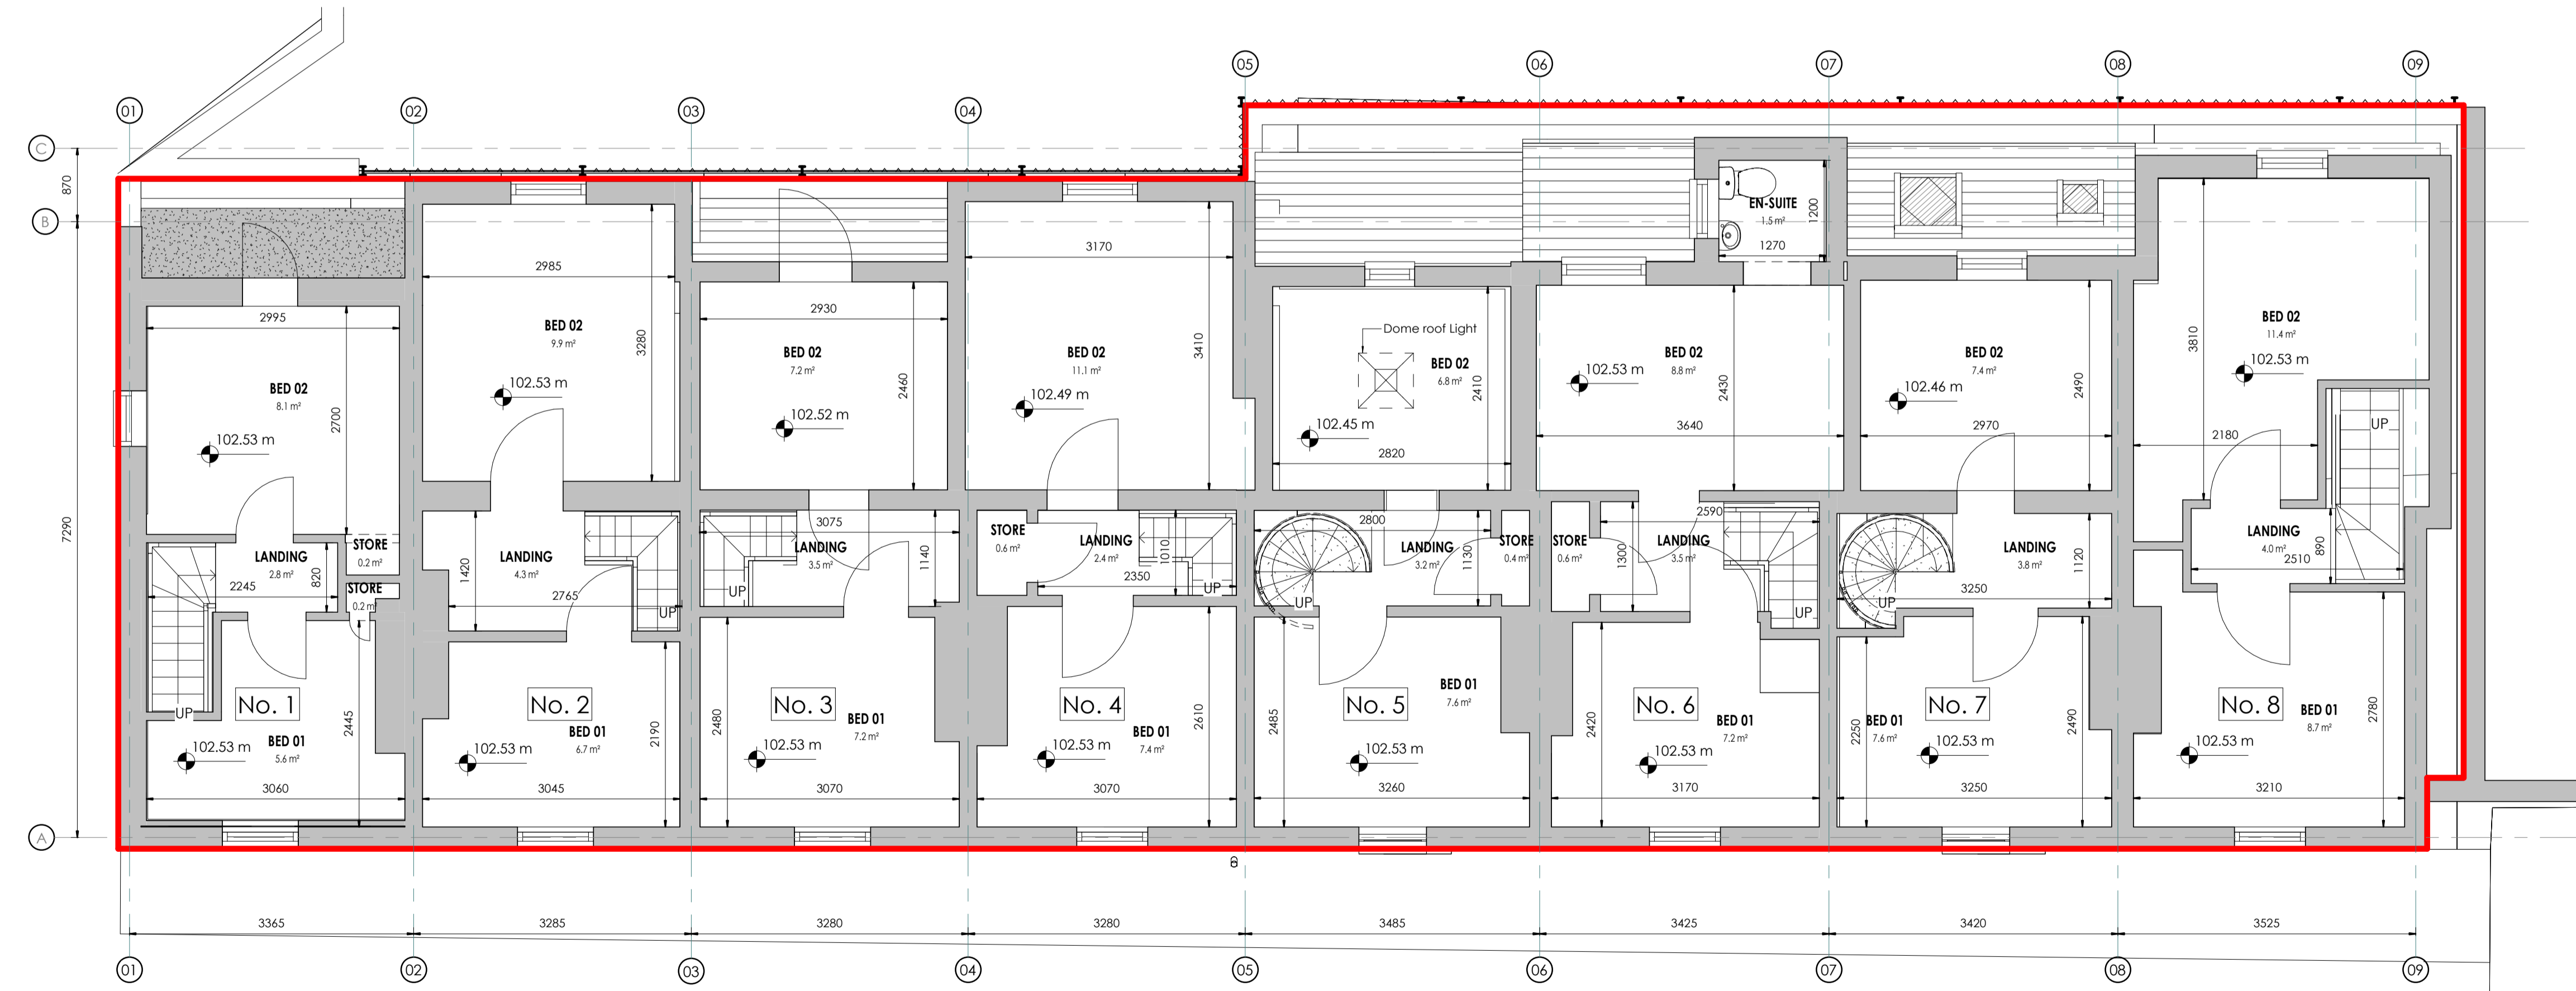 05
06
07
08
09
01
02
03
04
C
870
B
7290
A
EN-SUITE
1.5 m²
1200
1270
2995
BED 02
8.1 m²
2700
102.53 m
2985
BED 02
9.9 m²
3280
102.53 m
2930
BED 02
7.2 m²
2460
102.52 m
3170
BED 02
11.1 m²
3410
102.49 m
Dome roof Light
BED 02
6.8 m²
2410
102.45 m
2820
BED 02
8.8 m²
102.53 m
2430
3640
BED 02
7.4 m²
102.46 m
2490
2970
BED 02
11.4 m²
102.53 m
3810
2180
UP
LANDING
2.8 m²
820
2245
STORE
0.2 m²
STORE
0.2 m²
UP
1420
LANDING
4.3 m²
2765
UP
3075
LANDING
3.5 m²
1140
UP
STORE
0.6 m²
LANDING
2.4 m²
1010
2350
UP
2800
LANDING
3.2 m²
1130
STORE
0.4 m²
UP
STORE
0.6 m²
1300
2590
LANDING
3.5 m²
UP
LANDING
3.8 m²
1120
3250
UP
LANDING
4.0 m²
890
2510
No. 1
2445
BED 01
5.6 m²
102.53 m
3060
No. 2
BED 01
6.7 m²
2190
102.53 m
3045
2480
No. 3
BED 01
7.2 m²
102.53 m
3070
No. 4
BED 01
7.4 m²
2610
102.53 m
3070
2485
No. 5
BED 01
7.6 m²
102.53 m
3260
2420
No. 6
BED 01
7.2 m²
102.53 m
3170
2250
No. 7
BED 01
7.6 m²
2490
102.53 m
3250
No. 8
BED 01
8.7 m²
2780
102.53 m
3210
3365
3285
3280
3280
3485
3425
3420
3525
01
02
03
04
05
06
07
08
09